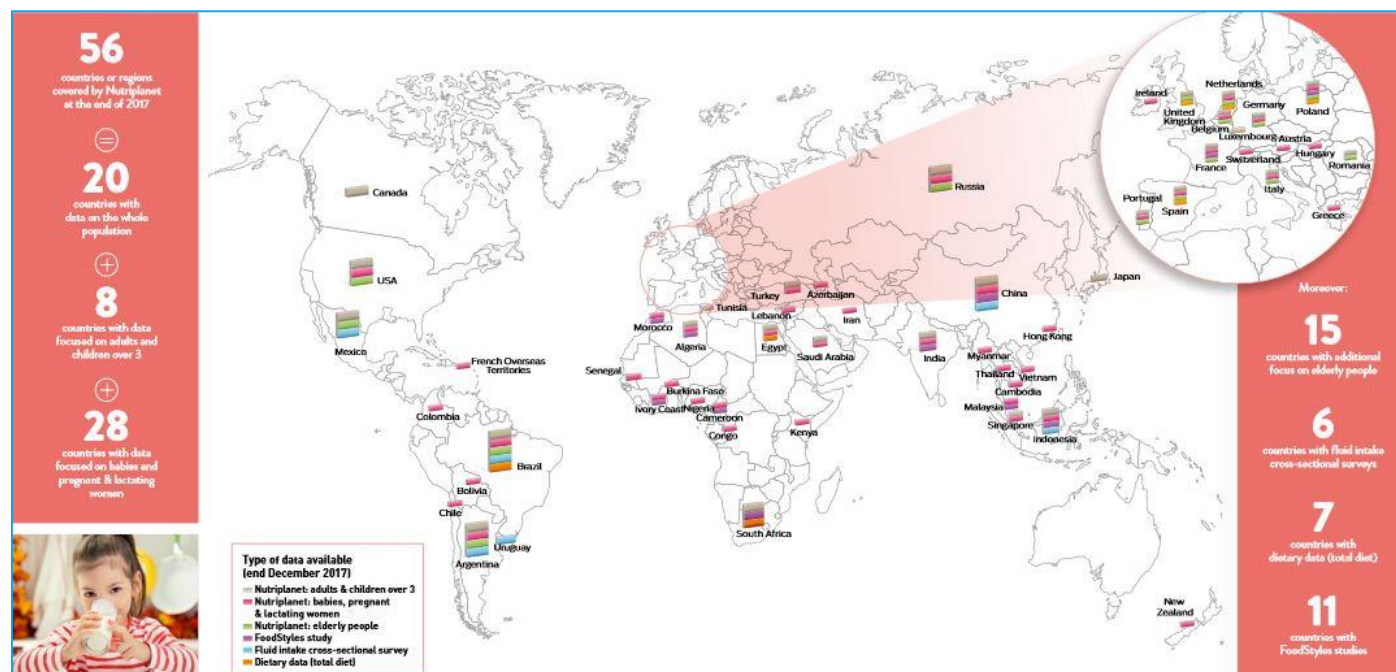 56
countries or regions
covered by Nutriplanet
at the end of 2017
=
20
countries with
data on the whole
population
+
8
countries with data
focused on adults and
children over 3
+
28
countries with data
focused on babies and
pregnant & lactating
women
Canada
USA
Mexico
French Overseas
Territories
Colombia
Brazil
Bolivia
Chile
Uruguay
Argentina
Russia
Japan
China
Turkey
Azerbaijan
Tunisia
Lebanon
Iran
Morocco
Algeria
Egypt
Saudi Arabia
India
Hong Kong
Myanmar
Thailand
Vietnam
Cambodia
Malaysia
Singapore
Indonesia
Senegal
Burkina Faso
Ivory Coast
Nigeria
Cameroon
Congo
Kenya
South Africa
New
Zealand
Ireland
United
Kingdom
Netherlands
Germany
Poland
Belgium
Luxembourg
Austria
France
Switzerland
Hungary
Romania
Italy
Portugal
Spain
Greece
Type of data available
(end December 2017)
Nutriplanet: adults & children over 3
Nutriplanet: babies, pregnant
& lactating women
Nutriplanet: elderly people
FoodStyles study
Fluid intake cross-sectional survey
Dietary data (total diet)
Moreover:
15
countries with additional
focus on elderly people
6
countries with fluid intake
cross-sectional surveys
7
countries with
dietary data (total diet)
11
countries with
FoodStyles studies